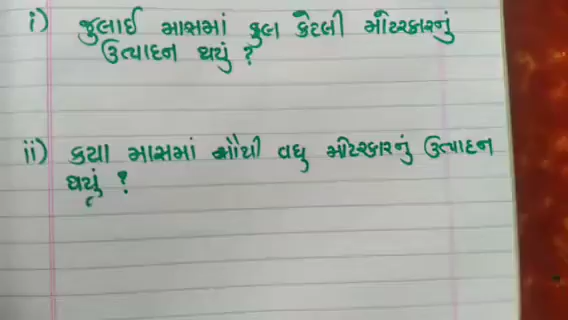 i) જુલાઈ માસમાં કુલ કેટલી મોટરકારનું
ઉત્પાદન થયું ?
ii) કયા માસમાં સૌથી વધુ મોટરકારનું ઉત્પાદન
થયું ?